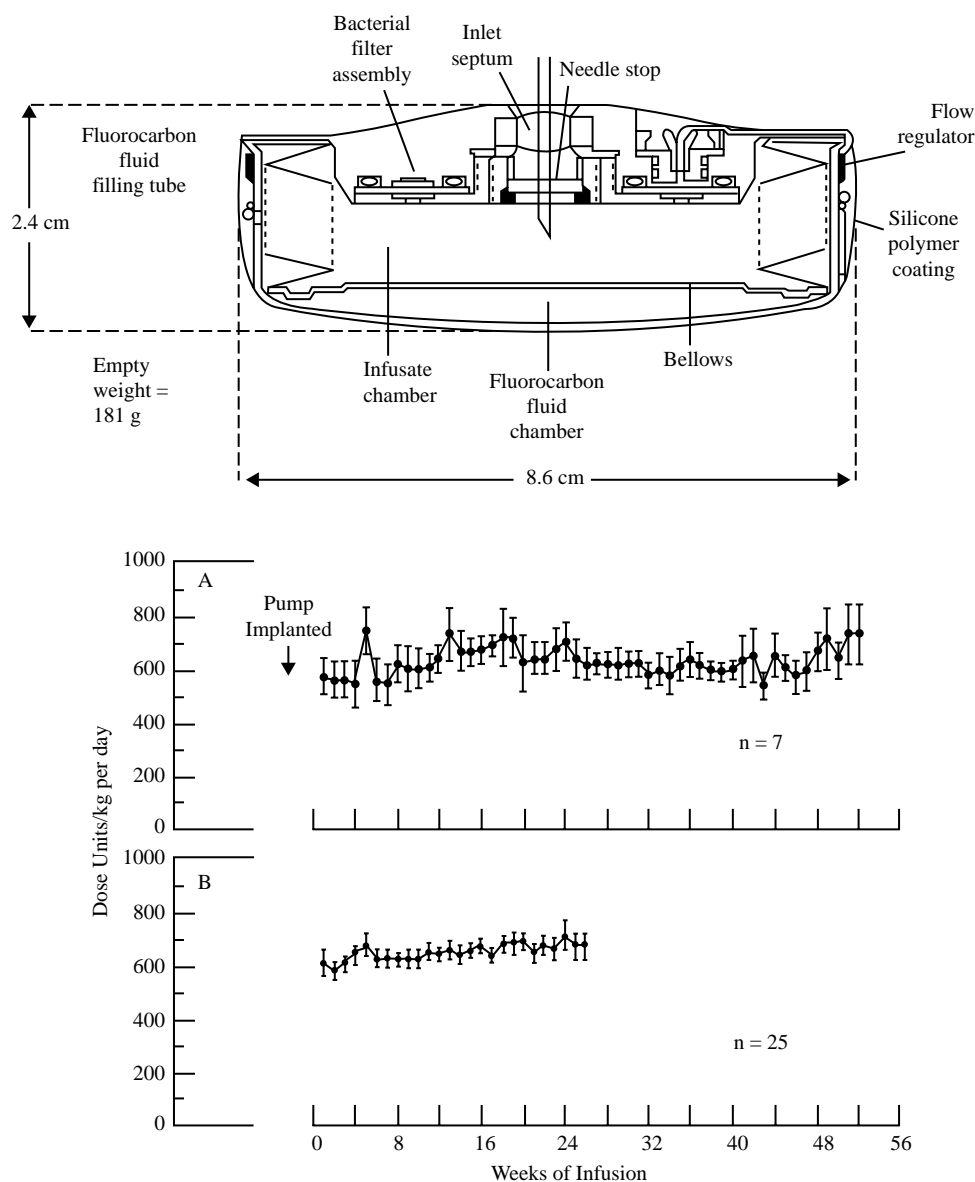 Bacterial
filter
assembly
Inlet
septum
Needle stop
Flow
regulator
Fluorocarbon
fluid
filling tube
2.4 cm
Silicone
polymer
coating
Empty
weight =
181 g
Infusate
chamber
Fluorocarbon
fluid
chamber
Bellows
8.6 cm
1000
A
800
Pump
Implanted
600
400
n = 7
200
0
Dose Units/kg per day
1000
B
800
600
400
n = 25
200
0
0 8 16 24 32 40 48 56
Weeks of Infusion